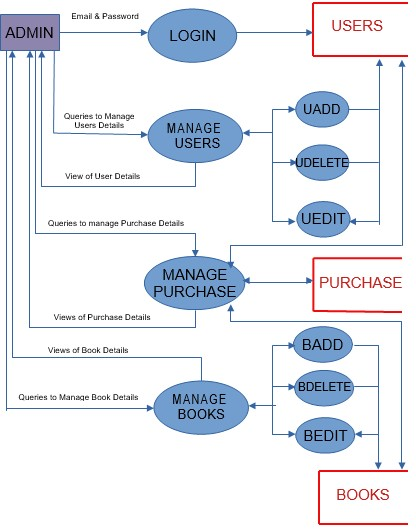 Email & Password
ADMIN
LOGIN
USERS
Queries to Manage
Users Details
MANAGE
USERS
UADD
UDELETE
View of User Details
UEDIT
Queries to manage Purchase Details
MANAGE
PURCHASE
PURCHASE
Views of Purchase Details
BADD
Views of Book Details
BDELETE
Queries to Manage Book Details
MANAGE
BOOKS
BEDIT
BOOKS